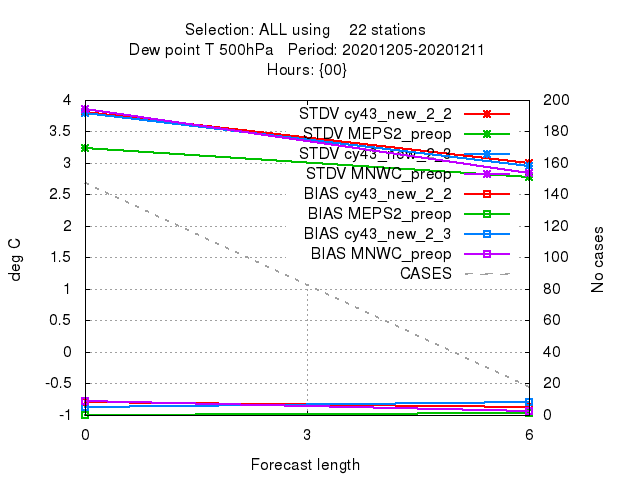 Selection: ALL using 22 stations
Dew point T 500hPa Period: 20201205-20201211
Hours: {00}
4 200
3.5 180
3 160
2.5 140
2 120
1.5 100
1 80
0.5 60
0 40
-0.5 20
-1 0
STDV cy43_new_2_2
STDV MEPS2_preop
STDV cy43_new_2_3
STDV MNWC_preop
BIAS cy43_new_2_2
BIAS MEPS2_preop
BIAS cy43_new_2_3
BIAS MNWC_preop
CASES
deg C
No cases
0 3 6
Forecast length